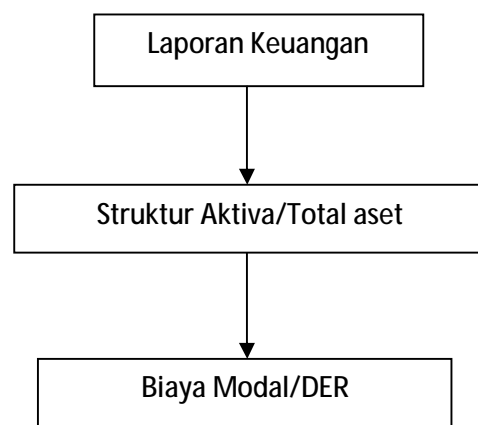 Laporan Keuangan
Struktur Aktiva/Total aset
Biaya Modal/DER